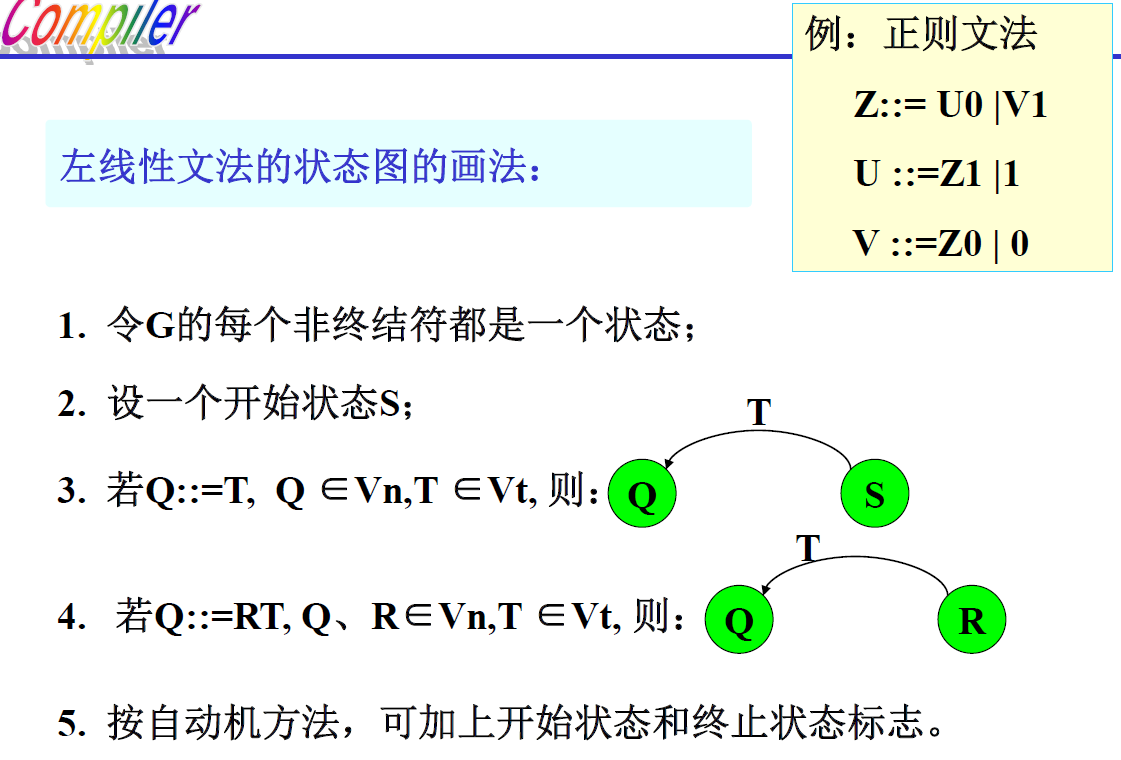 Compiler
例：正则文法
Z::= U0 |V1
U ::=Z1 |1
V ::=Z0 | 0
左线性文法的状态图的画法：
1. 令G的每个非终结符都是一个状态；
2. 设一个开始状态S；
T
3. 若Q::=T, Q ∈Vn,T ∈Vt, 则： Q S
T
4. 若Q::=RT, Q、R∈Vn,T ∈Vt, 则： Q R
5. 按自动机方法，可加上开始状态和终止状态标志。